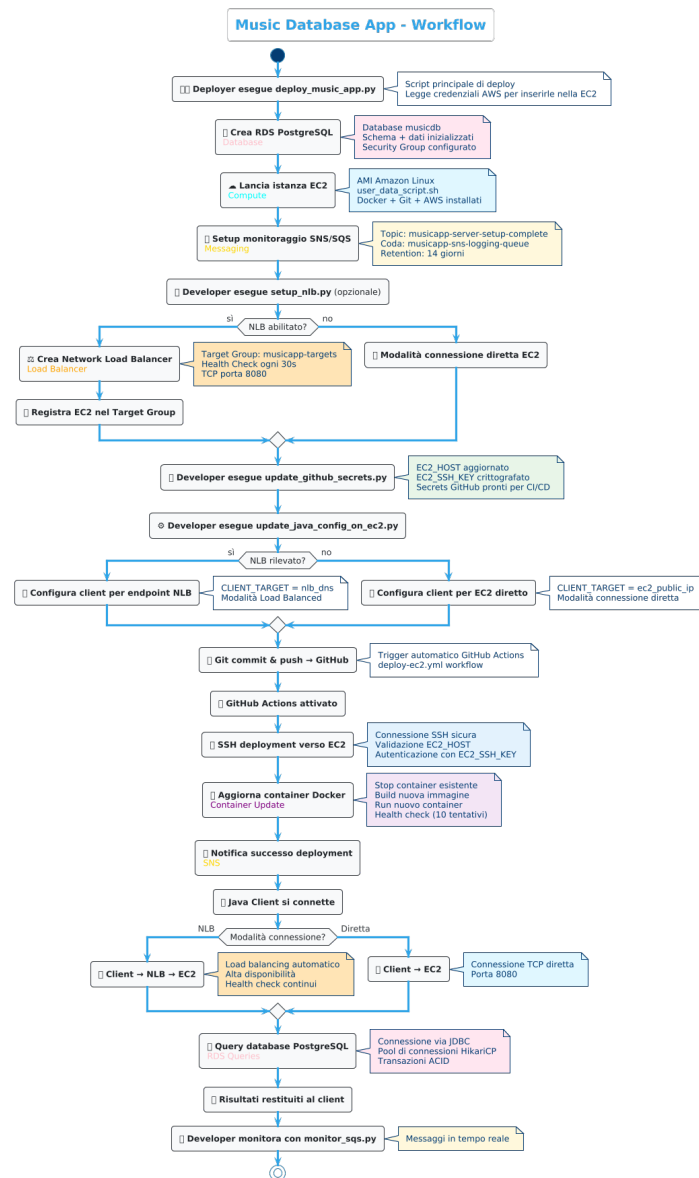 Music Database App - Workflow
Deployer esegue deploy_music_app.py
Script principale di deploy
Legge credenziali AWS per inserirle nella EC2
Crea RDS PostgreSQL
Database
Database musicdb
Schema + dati inizializzati
Security Group configurato
☁ Lancia istanza EC2
Compute
AMI Amazon Linux
user_data_script.sh
Docker + Git + AWS installati
Setup monitoraggio SNS/SQS
Messaging
Topic: musicapp-server-setup-complete
Coda: musicapp-sns-logging-queue
Retention: 14 giorni
Developer esegue setup_nlb.py (opzionale)
sì
NLB abilitato?
no
⚖ Crea Network Load Balancer
Load Balancer
Target Group: musicapp-targets
Health Check ogni 30s
TCP porta 8080
Modalità connessione diretta EC2
Registra EC2 nel Target Group
Developer esegue update_github_secrets.py
EC2_HOST aggiornato
EC2_SSH_KEY crittografato
Secrets GitHub pronti per CI/CD
⚙ Developer esegue update_java_config_on_ec2.py
sì
NLB rilevato?
no
Configura client per endpoint NLB
CLIENT_TARGET = nlb_dns
Modalità Load Balanced
Configura client per EC2 diretto
CLIENT_TARGET = ec2_public_ip
Modalità connessione diretta
Git commit & push → GitHub
Trigger automatico GitHub Actions
deploy-ec2.yml workflow
GitHub Actions attivato
SSH deployment verso EC2
Connessione SSH sicura
Validazione EC2_HOST
Autenticazione con EC2_SSH_KEY
Aggiorna container Docker
Container Update
Stop container esistente
Build nuova immagine
Run nuovo container
Health check (10 tentativi)
Notifica successo deployment
SNS
Java Client si connette
NLB
Modalità connessione?
Diretta
Client → NLB → EC2
Load balancing automatico
Alta disponibilità
Health check continui
Client → EC2
Connessione TCP diretta
Porta 8080
Query database PostgreSQL
RDS Queries
Connessione via JDBC
Pool di connessioni HikariCP
Transazioni ACID
Risultati restituiti al client
Developer monitora con monitor_sqs.py
Messaggi in tempo reale